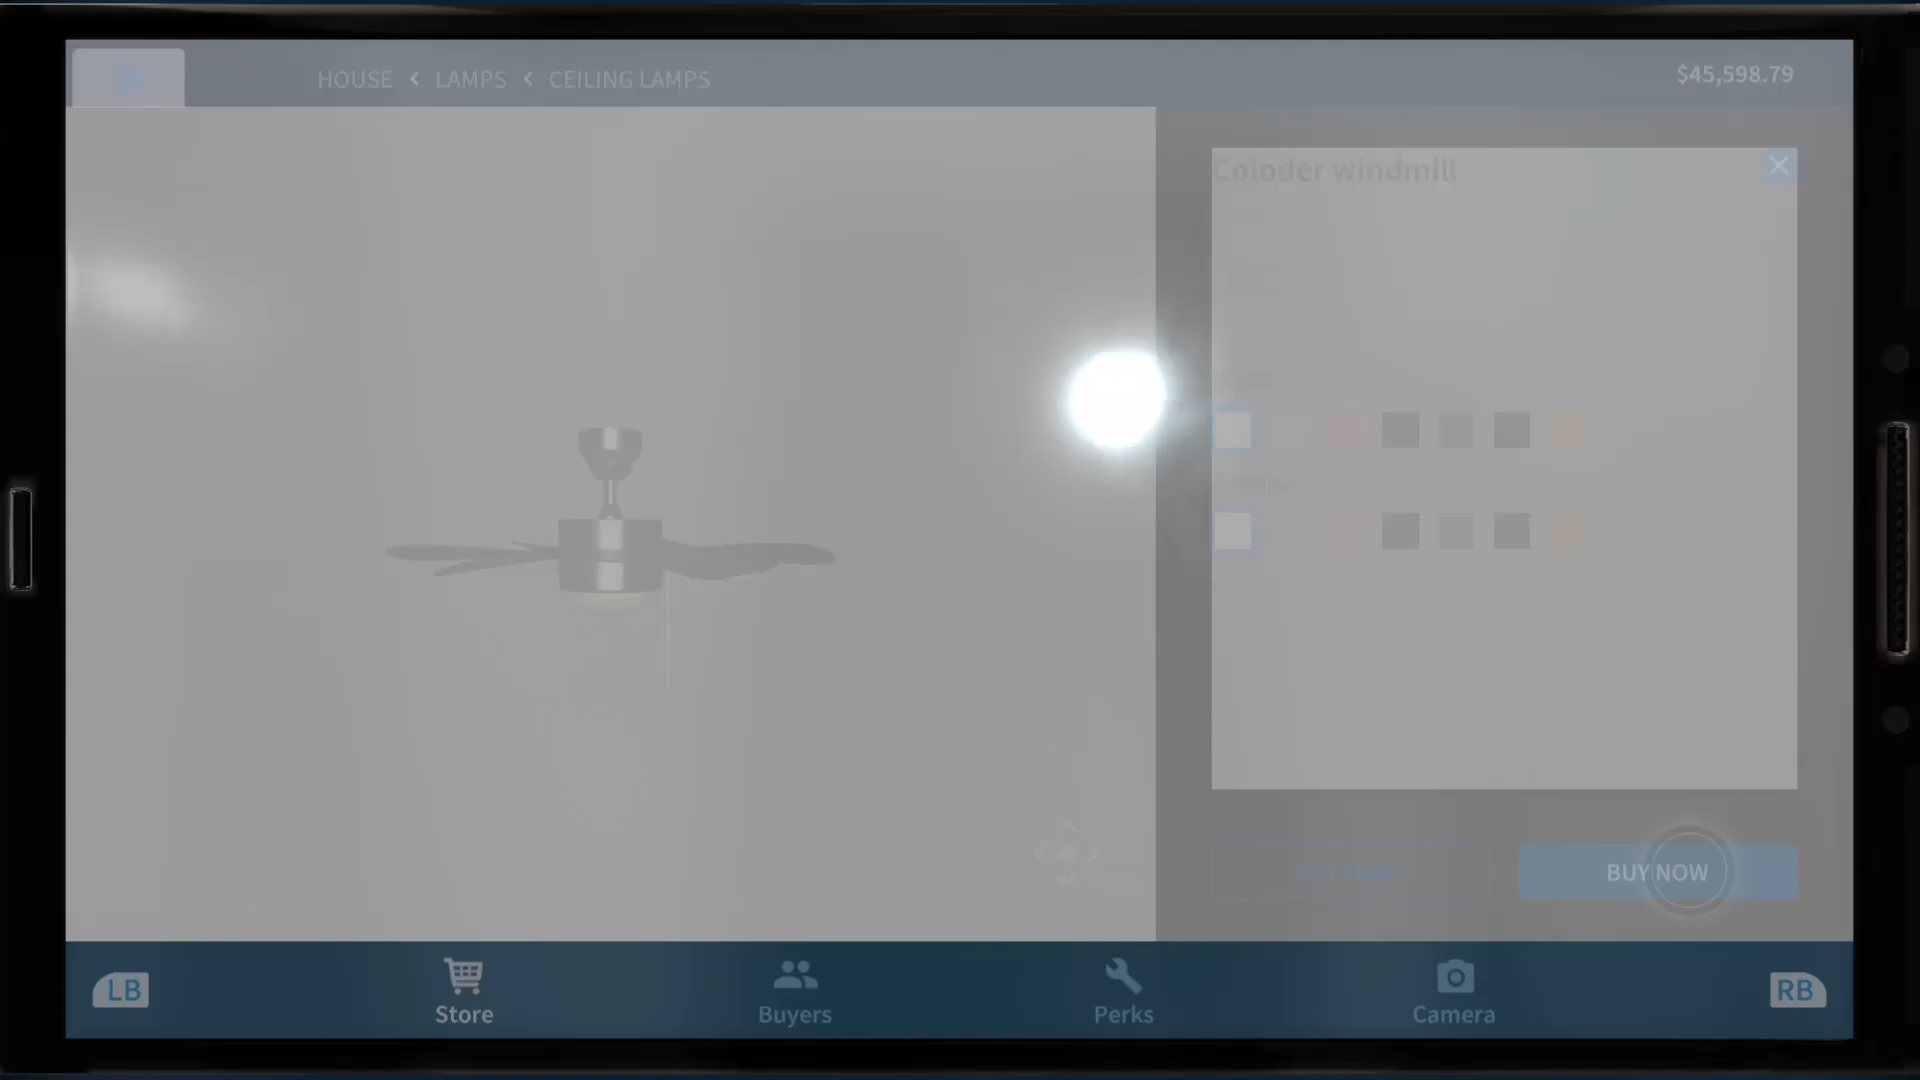 HOUSE < LAMPS < CEILING LAMPS
$45,598.79
Coloder windmill
BUY NOW
LB
Store
Buyers
Perks
Camera
RB